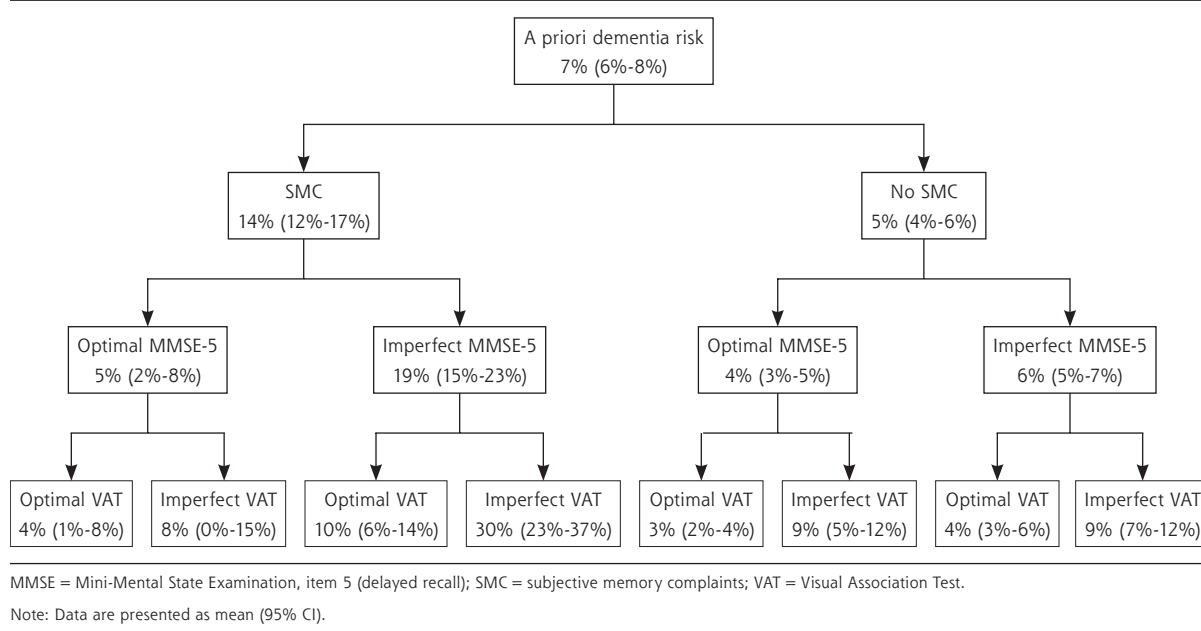 A priori dementia risk
7% (6%-8%)
SMC
14% (12%-17%)
No SMC
5% (4%-6%)
Optimal MMSE-5
5% (2%-8%)
Imperfect MMSE-5
19% (15%-23%)
Optimal MMSE-5
4% (3%-5%)
Imperfect MMSE-5
6% (5%-7%)
Optimal VAT
4% (1%-8%)
Imperfect VAT
8% (0%-15%)
Optimal VAT
10% (6%-14%)
Imperfect VAT
30% (23%-37%)
Optimal VAT
3% (2%-4%)
Imperfect VAT
9% (5%-12%)
Optimal VAT
4% (3%-6%)
Imperfect VAT
9% (7%-12%)
MMSE = Mini-Mental State Examination, item 5 (delayed recall); SMC = subjective memory complaints; VAT = Visual Association Test.
Note: Data are presented as mean (95% CI).